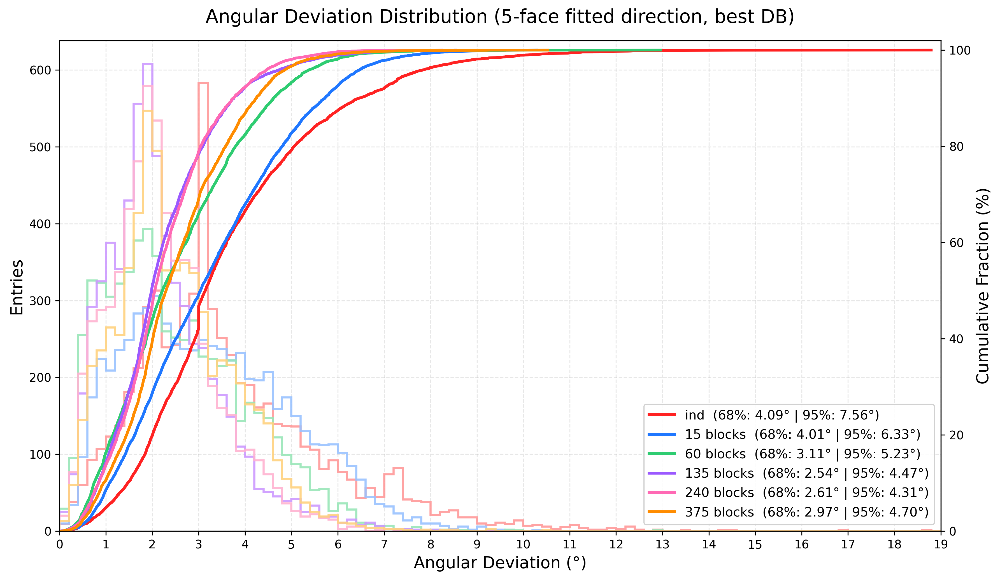 Angular Deviation Distribution (5-face fitted direction, best DB)
Entries
600
500
400
300
200
100
0
100
80
60
40
20
0
Cumulative Fraction (%)
ind (68%: 4.09° | 95%: 7.56°)
15 blocks (68%: 4.01° | 95%: 6.33°)
60 blocks (68%: 3.11° | 95%: 5.23°)
135 blocks (68%: 2.54° | 95%: 4.47°)
240 blocks (68%: 2.61° | 95%: 4.31°)
375 blocks (68%: 2.97° | 95%: 4.70°)
0 1 2 3 4 5 6 7 8 9 10 11 12 13 14 15 16 17 18 19
Angular Deviation (°)